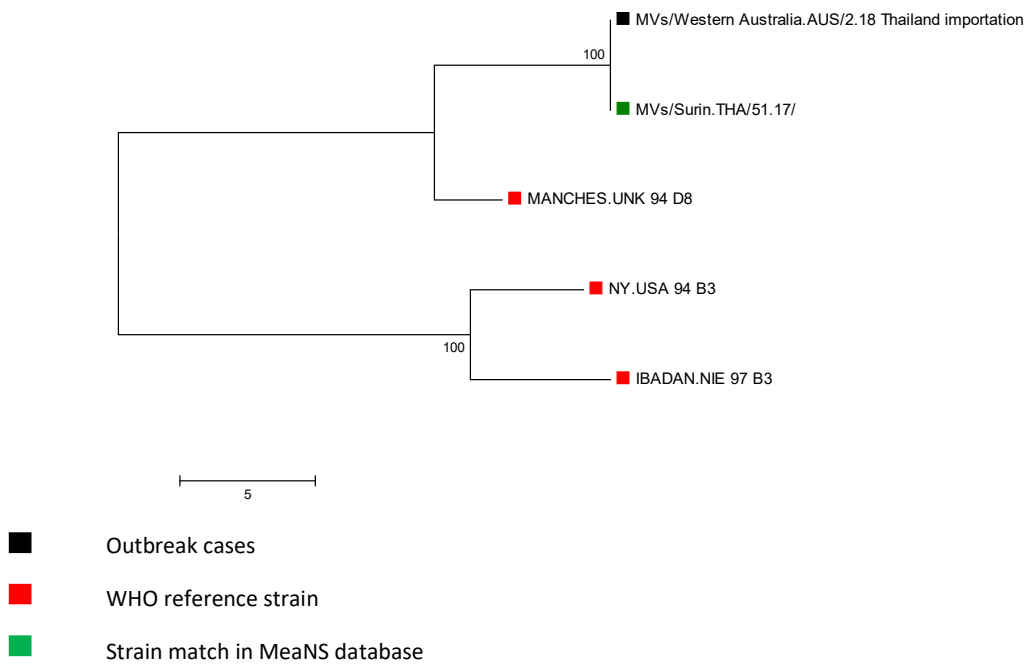 MVs/Western Australia.AUS/2.18 Thailand importation
100
MVs/Surin.THA/51.17/
MANCHES.UNK 94 D8
NY.USA 94 B3
100
IBADAN.NIE 97 B3
5
Outbreak cases
WHO reference strain
Strain match in MeaNS database